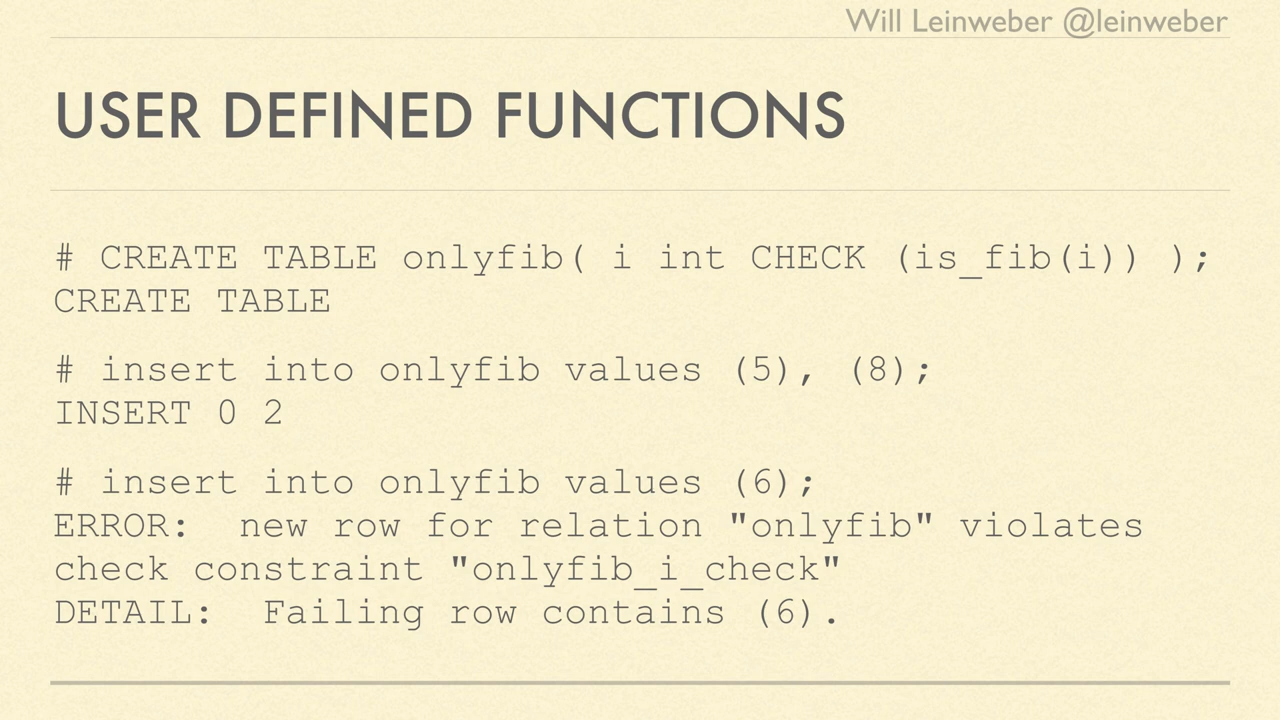 Will Leinweber @leinweber
USER DEFINED FUNCTIONS
# CREATE TABLE onlyfib( i int CHECK (is_fib(i)) );
CREATE TABLE
# insert into onlyfib values (5), (8);
INSERT 0 2
# insert into onlyfib values (6);
ERROR:  new row for relation "onlyfib" violates
check constraint "onlyfib_i_check"
DETAIL:  Failing row contains (6).